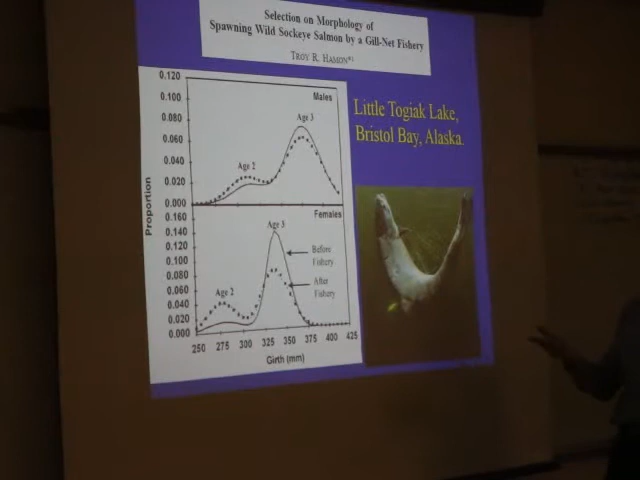 Selection on Morphology of
Spawning Wild Sockeye Salmon by a Gill-Net Fishery
TROY R. HAMON*1
Little Togiak Lake,
Bristol Bay, Alaska.
Proportion
0.120
0.100
0.080
0.060
0.040
0.020
0.000
Males
Age 2
Age 3
0.160
0.140
0.120
0.100
0.080
0.060
0.040
0.020
0.000
Females
Age 3
Age 2
Before
Fishery
After
Fishery
250 275 300 325 350 375 400 425
Girth (mm)